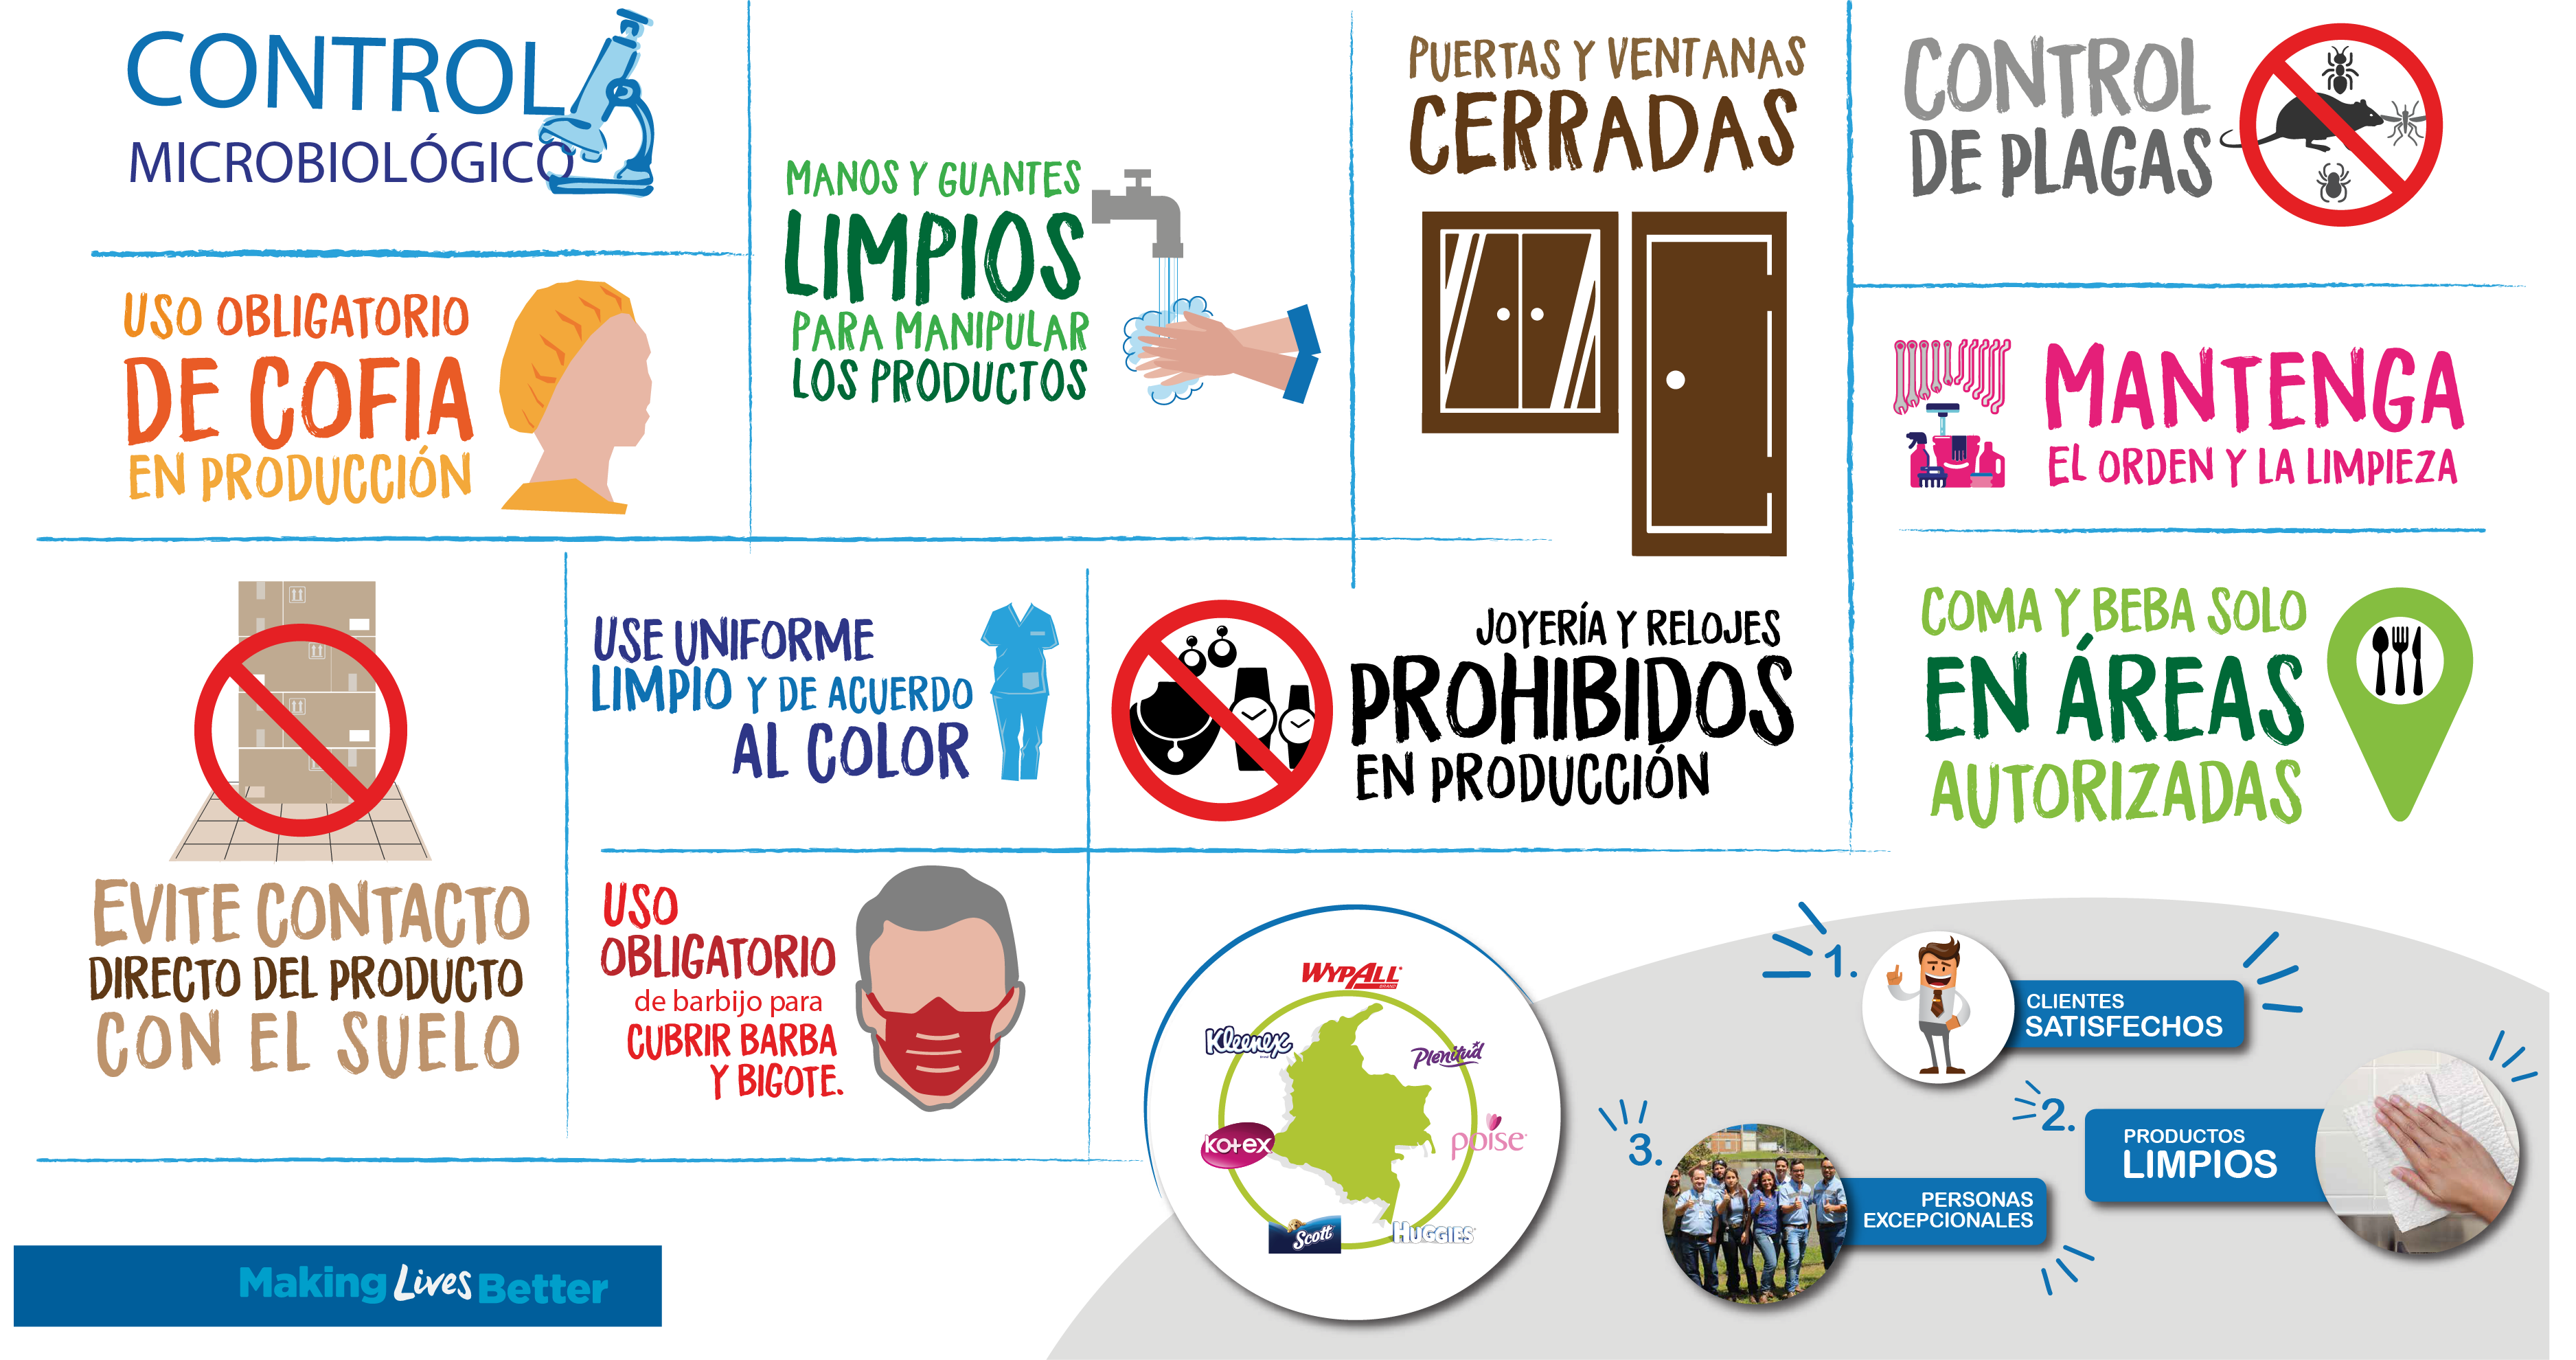 CONTROL
MICROBIOLÓGICO
USO OBLIGATORIO
DE COFIA
EN PRODUCCIÓN
MANOS Y GUANTES
LIMPIOS
PARA MANIPULAR
LOS PRODUCTOS
PUERTAS Y VENTANAS
CERRADAS
CONTROL
DE PLAGAS
MANTENGA
EL ORDEN Y LA LIMPIEZA
EVITE CONTACTO
DIRECTO DEL PRODUCTO
CON EL SUELO
USE UNIFORME
LIMPIO Y DE ACUERDO
AL COLOR
JOYERÍA Y RELOJES
PROHIBIDOS
EN PRODUCCIÓN
COMA Y BEBA SOLO
EN ÁREAS
AUTORIZADAS
USO
OBLIGATORIO
de barbijo para
CUBRIR BARBA
Y BIGOTE.
WYPALL
Kleenex
Plenitud
kotex
poise
Scott
HUGGIES
1.
CLIENTES
SATISFECHOS
2.
PRODUCTOS
LIMPIOS
3.
PERSONAS
EXCEPCIONALES
Making Lives Better